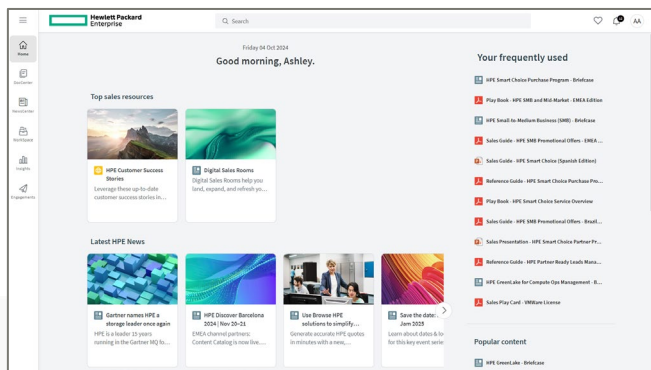 Hewlett Packard
Enterprise
Search
AA
Home
DocCenter
NewsCenter
WorkSpace
Insights
Engagements
Friday 04 Oct 2024
Good morning, Ashley.
Top sales resources
HPE Customer Success
Stories
Leverage these up-to-date
customer success stories in…
Digital Sales Rooms
Digital Sales Rooms help you
land, expand, and refresh yo…
Latest HPE News
Gartner names HPE a
storage leader once again
HPE is a leader 15 years
running in the Gartner MQ fo…
HPE Discover Barcelona
2024 | Nov 20–21
EMEA channel partners:
Content Catalog is now live.…
Use Browse HPE
solutions to simplify…
Generate accurate HPE quotes
in minutes with a new,…
Save the date:
Jam 2025
Learn about dates & lo
for this key event serie
Your frequently used
HPE Smart Choice Purchase Program - Briefcase
Play Book - HPE SMB and Mid-Market - EMEA Edition
HPE Small-to-Medium Business (SMB) - Briefcase
Sales Guide - HPE SMB Promotional Offers - EMEA …
Sales Guide - HPE Smart Choice (Spanish Edition)
Reference Guide - HPE Smart Choice Purchase Pro…
Play Book - HPE Smart Choice Service Overview
Sales Guide - HPE SMB Promotional Offers - Brazil…
Sales Presentation - HPE Smart Choice Partner Pr…
Reference Guide - HPE Partner Ready Leads Mana…
HPE GreenLake for Compute Ops Management - B…
Sales Play Card - VMWare License
Popular content
HPE GreenLake - Briefcase